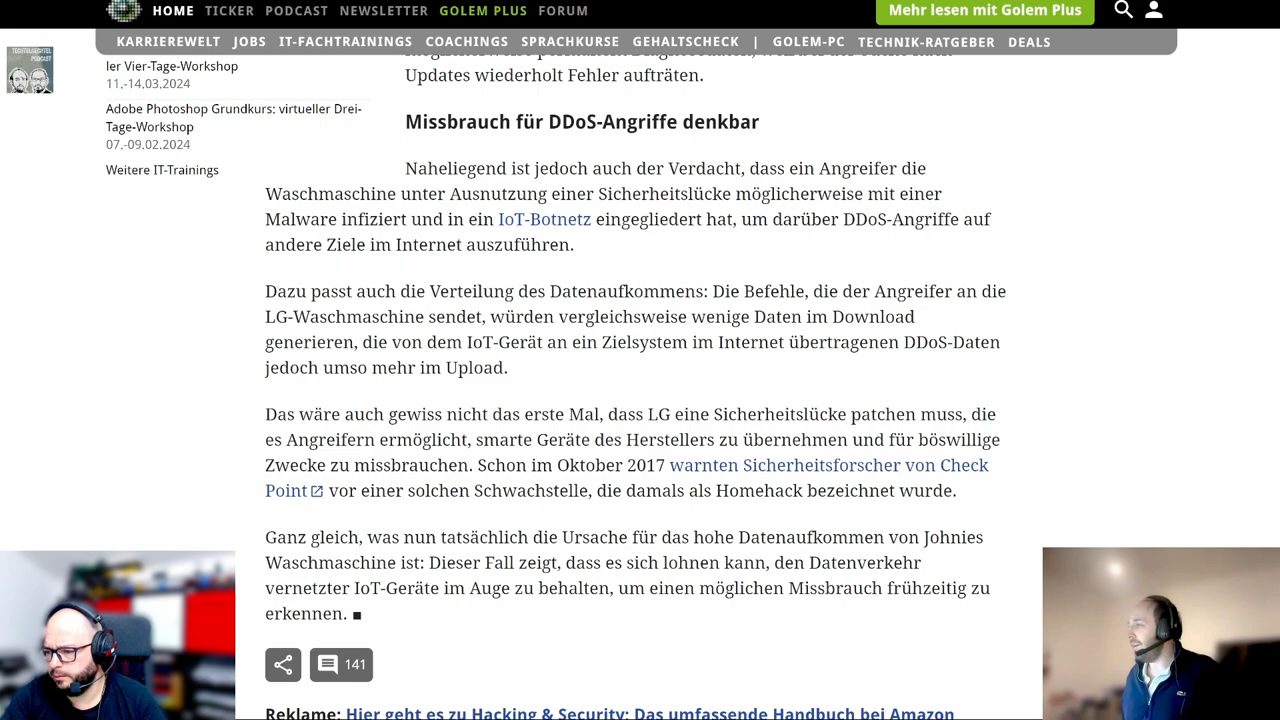 HOME TICKER PODCAST NEWSLETTER GOLEM PLUS FORUM
Mehr lesen mit Golem Plus
KARRIEREWELT JOBS IT-FACHTRAININGS COACHINGS SPRACHKURSE GEHALTSCHECK | GOLEM-PC TECHNIK-RATGEBER DEALS
TECHTELMECHTEL
PODCAST
ler Vier-Tage-Workshop
11.-14.03.2024
Adobe Photoshop Grundkurs: virtueller Drei-
Tage-Workshop
07.-09.02.2024
Weitere IT-Trainings
Updates wiederholt Fehler aufträten.
Missbrauch für DDoS-Angriffe denkbar
Naheliegend ist jedoch auch der Verdacht, dass ein Angreifer die
Waschmaschine unter Ausnutzung einer Sicherheitslücke möglicherweise mit einer
Malware infiziert und in ein IoT-Botnetz eingegliedert hat, um darüber DDoS-Angriffe auf
andere Ziele im Internet auszuführen.
Dazu passt auch die Verteilung des Datenaufkommens: Die Befehle, die der Angreifer an die
LG-Waschmaschine sendet, würden vergleichsweise wenige Daten im Download
generieren, die von dem IoT-Gerät an ein Zielsystem im Internet übertragenen DDoS-Daten
jedoch umso mehr im Upload.
Das wäre auch gewiss nicht das erste Mal, dass LG eine Sicherheitslücke patchen muss, die
es Angreifern ermöglicht, smarte Geräte des Herstellers zu übernehmen und für böswillige
Zwecke zu missbrauchen. Schon im Oktober 2017 warnten Sicherheitsforscher von Check
Point vor einer solchen Schwachstelle, die damals als Homehack bezeichnet wurde.
Ganz gleich, was nun tatsächlich die Ursache für das hohe Datenaufkommen von Johnies
Waschmaschine ist: Dieser Fall zeigt, dass es sich lohnen kann, den Datenverkehr
vernetzter IoT-Geräte im Auge zu behalten, um einen möglichen Missbrauch frühzeitig zu
erkennen. ■
141
Reklame: Hier geht es zu Hacking & Security: Das umfassende Handbuch bei Amazon